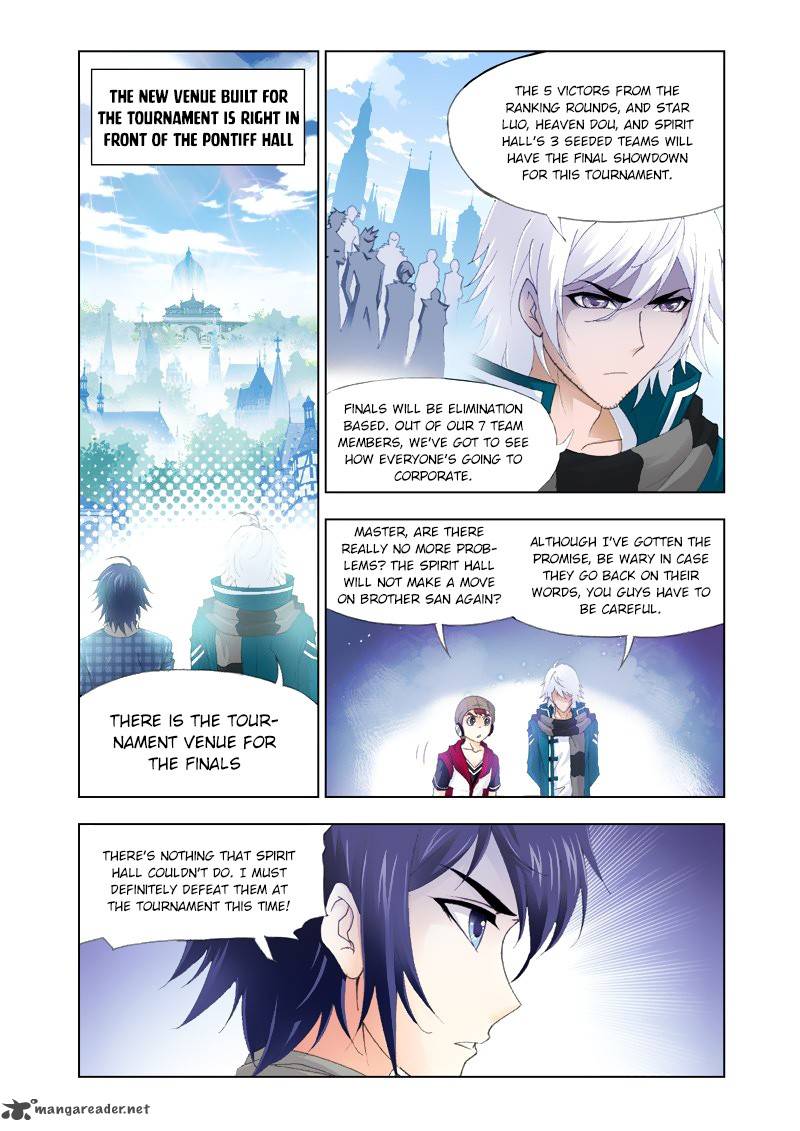 THE NEW VENUE BUILT FOR
THE TOURNAMENT IS RIGHT IN
FRONT OF THE PONTIFF HALL
THERE IS THE TOUR-
NAMENT VENUE FOR
THE FINALS
THE 5 VICTORS FROM THE
RANKING ROUNDS, AND STAR
LUO, HEAVEN DOU, AND SPIRIT
HALL'S 3 SEEDED TEAMS WILL
HAVE THE FINAL SHOWDOWN
FOR THIS TOURNAMENT.
FINALS WILL BE ELIMINATION
BASED. OUT OF OUR 7 TEAM
MEMBERS, WE'VE GOT TO SEE
HOW EVERYONE'S GOING TO
CORPORATE.
MASTER, ARE THERE
REALLY NO MORE PROB-
LEMS? THE SPIRIT HALL
WILL NOT MAKE A MOVE
ON BROTHER SAN AGAIN?
ALTHOUGH I'VE GOTTEN THE
PROMISE, BE WARY IN CASE
THEY GO BACK ON THEIR
WORDS, YOU GUYS HAVE TO
BE CAREFUL.
THERE'S NOTHING THAT SPIRIT
HALL COULDN'T DO. I MUST
DEFINITELY DEFEAT THEM AT
THE TOURNAMENT THIS TIME!
mangareader.net